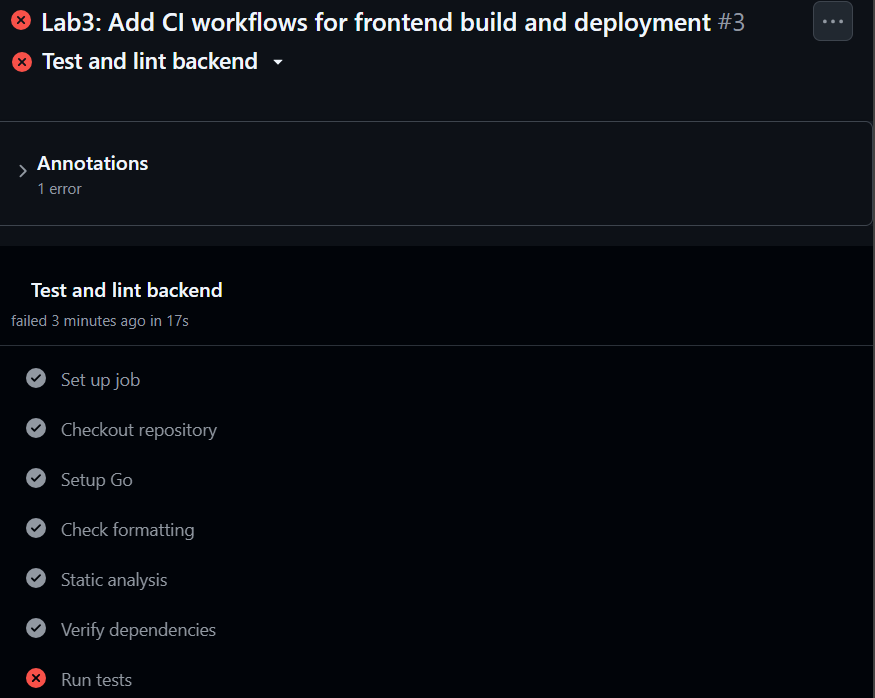 Lab3: Add CI workflows for frontend build and deployment #3
Test and lint backend
Annotations
1 error
Test and lint backend
failed 3 minutes ago in 17s
Set up job
Checkout repository
Setup Go
Check formatting
Static analysis
Verify dependencies
Run tests